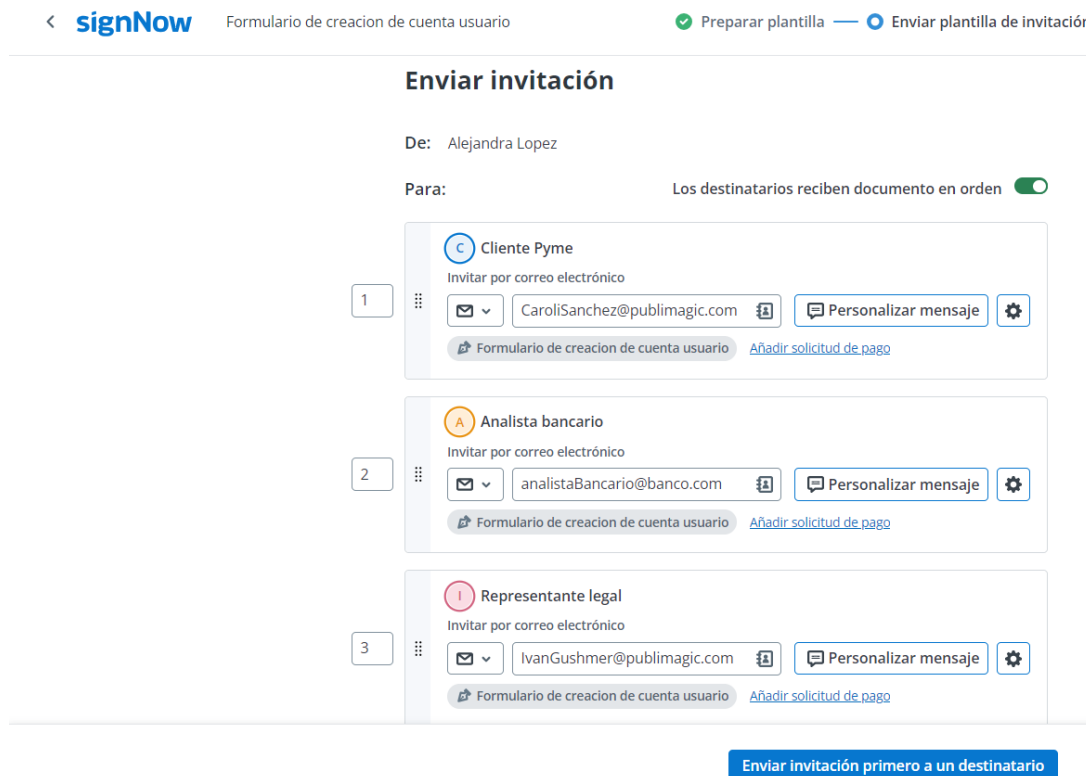 signNow Formulario de creacion de cuenta usuario Preparar plantilla Enviar plantilla de invitación
Enviar invitación
De: Alejandra Lopez
Para: Los destinatarios reciben documento en orden
C Cliente Pyme
Invitar por correo electrónico
1 CaroliSanchez@publimagic.com Personalizar mensaje
Formulario de creacion de cuenta usuario Añadir solicitud de pago
A Analista bancario
Invitar por correo electrónico
2 analistaBancario@banco.com Personalizar mensaje
Formulario de creacion de cuenta usuario Añadir solicitud de pago
I Representante legal
Invitar por correo electrónico
3 IvanGushmer@publimagic.com Personalizar mensaje
Formulario de creacion de cuenta usuario Añadir solicitud de pago
Enviar invitación primero a un destinatario